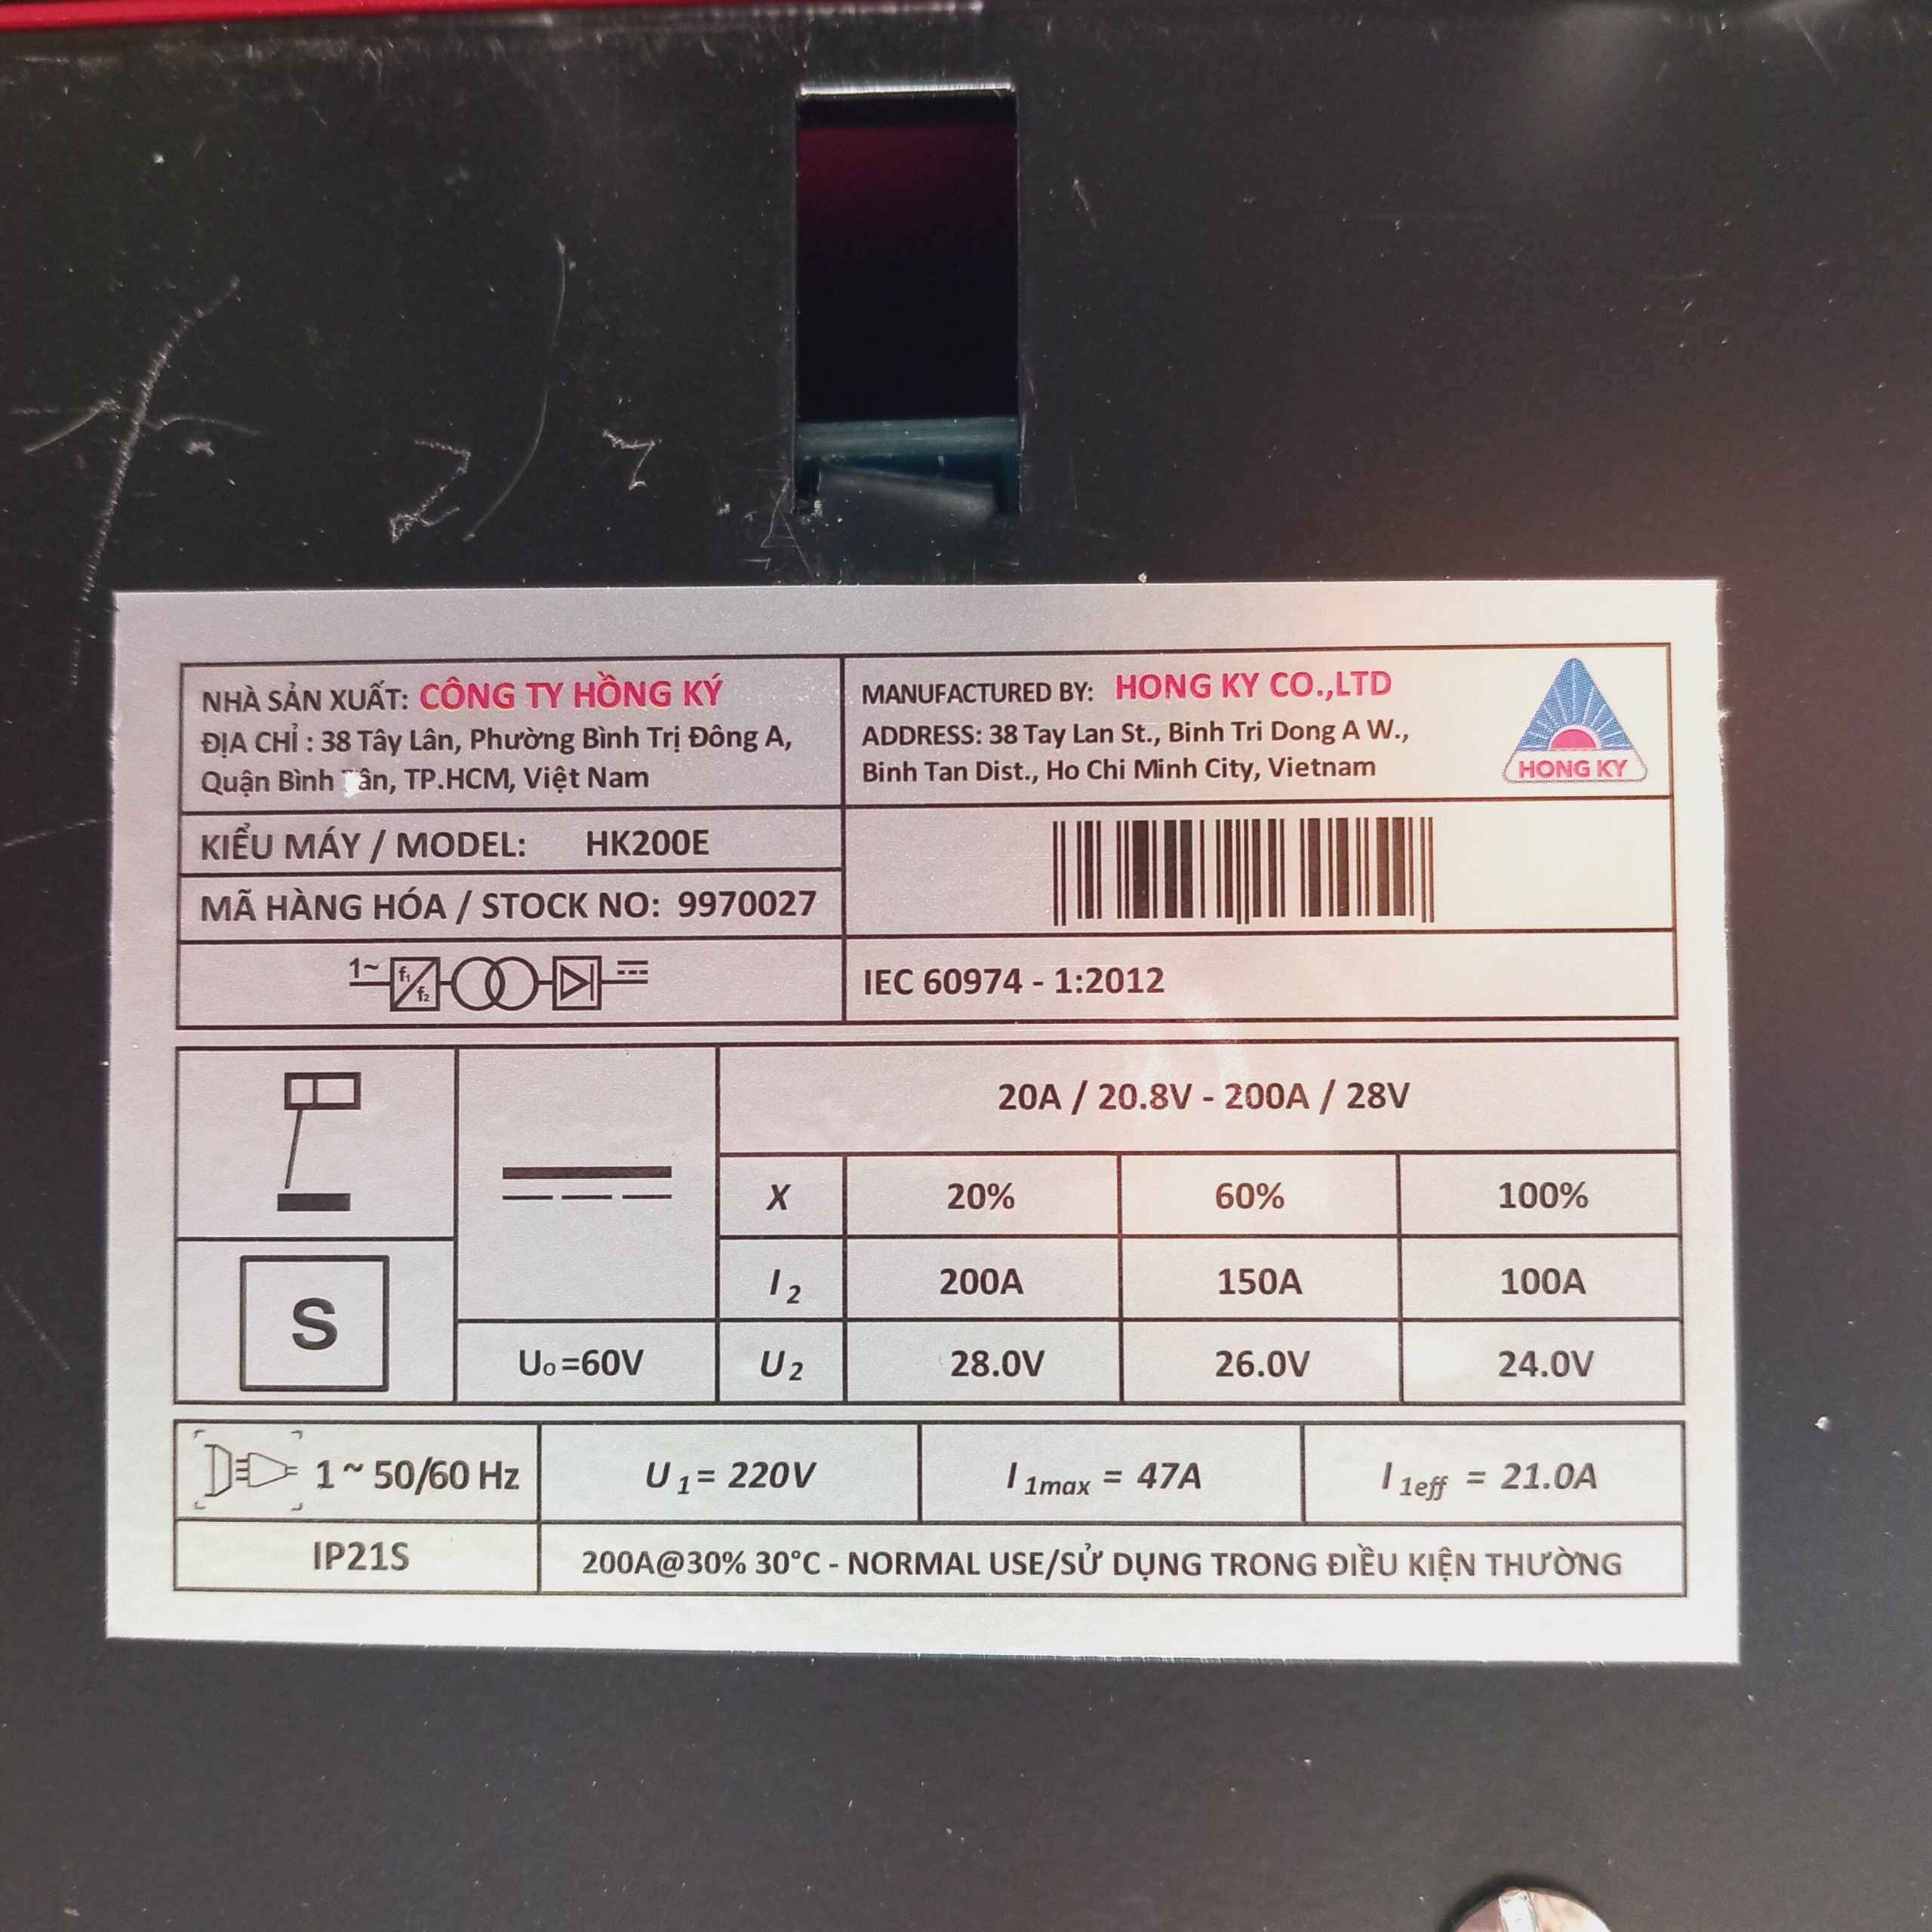 NHÀ SẢN XUẤT: CÔNG TY HỒNG KÝ
ĐỊA CHỈ : 38 Tây Lân, Phường Bình Trị Đông A,
Quận Bình Tân, TP.HCM, Việt Nam
MANUFACTURED BY: HONG KY CO.,LTD
ADDRESS: 38 Tay Lan St., Binh Tri Dong A W.,
Binh Tan Dist., Ho Chi Minh City, Vietnam
HONG KY
KIỂU MÁY / MODEL: HK200E
MÃ HÀNG HÓA / STOCK NO: 9970027
1~ f₁ f₂
IEC 60974 - 1:2012
20A / 20.8V - 200A / 28V
X 20% 60% 100%
I₂ 200A 150A 100A
S
U₀=60V
U₂ 28.0V 26.0V 24.0V
1 ~ 50/60 Hz U₁= 220V I 1max = 47A I 1eff = 21.0A
IP21S 200A@30% 30°C - NORMAL USE/SỬ DỤNG TRONG ĐIỀU KIỆN THƯỜNG